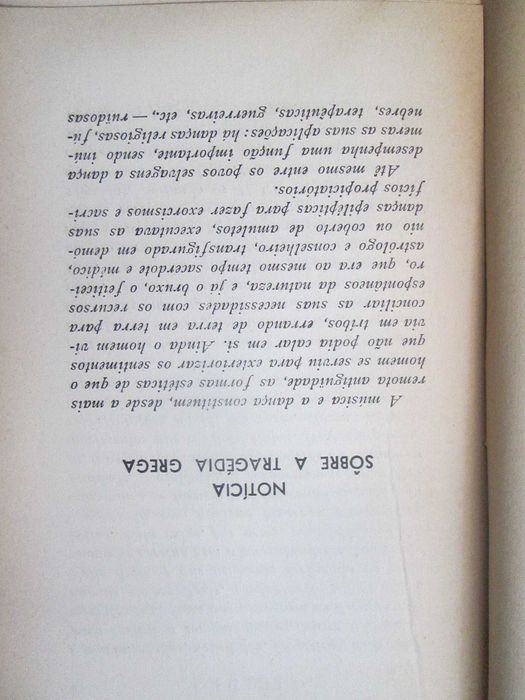 NOTÍCIA
SÔBRE A TRAGÉDIA GREGA
A música e a dança constituem, desde a mais
remota antiguidade, as formas estéticas de que o
homem se serviu para exteriorizar os sentimentos
que não podia calar em si. Ainda o homem vi-
via em tribos, errando de terra em terra para
conciliar as suas necessidades com os recursos
espontâneos da natureza, e já o bruxo, o feiticei-
ro, que era ao mesmo tempo sacerdote e médico,
astrólogo e conselheiro, transfigurado em demó-
nio ou coberto de amuletos, executava as suas
danças epilépticas para fazer exorcismos e sacri-
fícios propiciatórios.
Até mesmo entre os povos selvagens a dança
desempenha uma função importante, sendo inú-
meras as suas aplicações: há danças religiosas, fú-
nebres, terapêuticas, guerreiras, etc., — ruïdosas